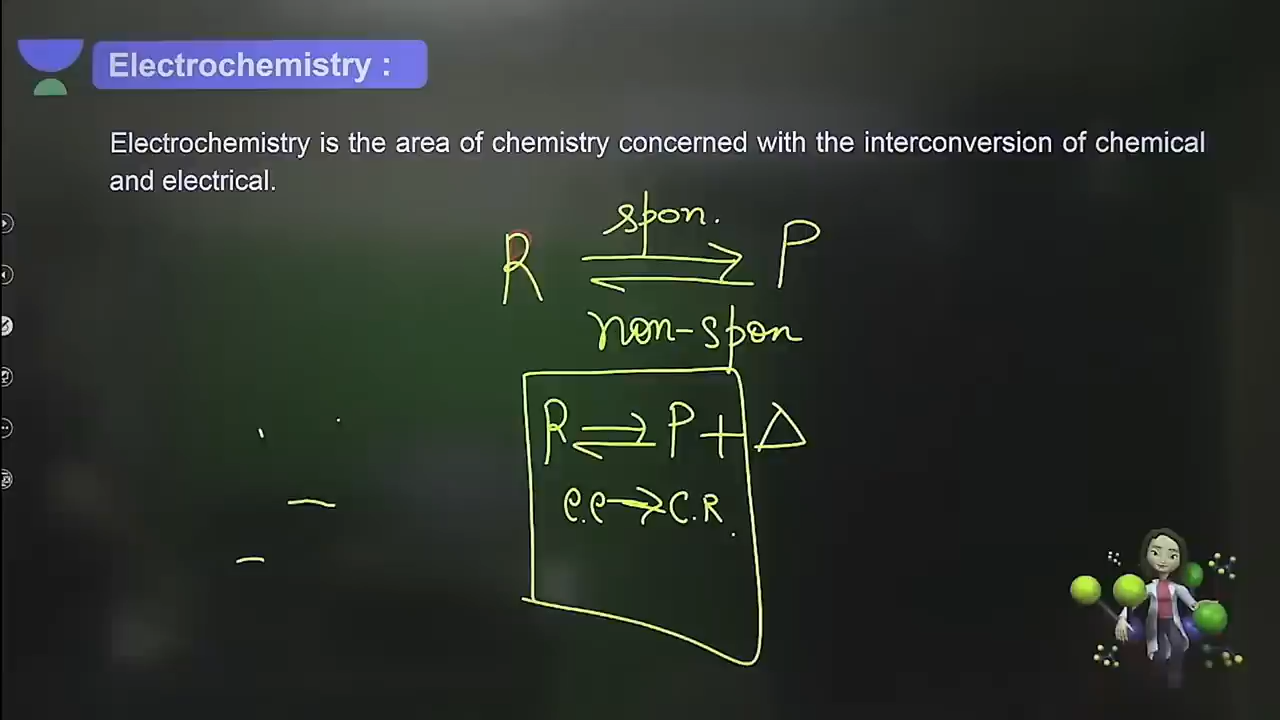 Electrochemistry :
Electrochemistry is the area of chemistry concerned with the interconversion of chemical
and electrical.
spon.
R ⇌ P
non-spon
R ⇌ P + Δ
e.e → C.R